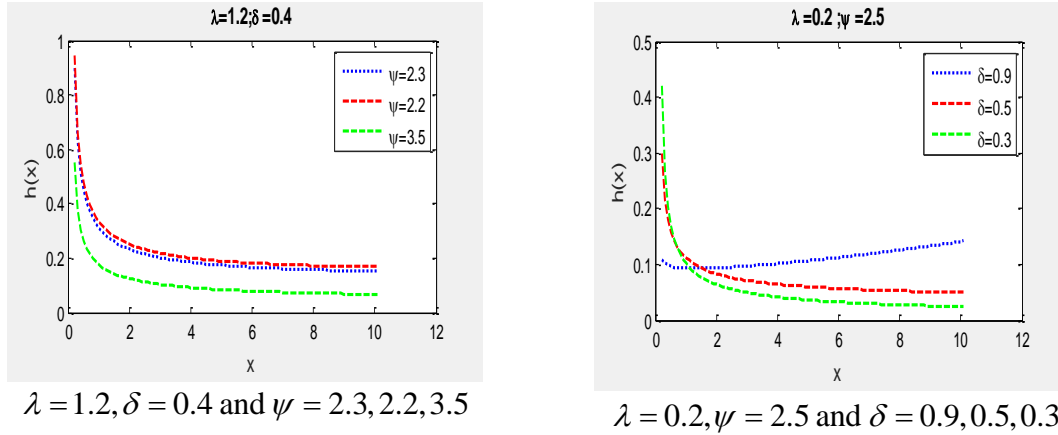 λ=1.2;δ=0.4
1
0.8
0.6
0.4
0.2
0
h(x)
0 2 4 6 8 10 12
x
ψ=2.3
ψ=2.2
ψ=3.5
λ = 1.2, δ = 0.4 and ψ = 2.3, 2.2, 3.5
λ=0.2 ;ψ=2.5
0.5
0.4
0.3
0.2
0.1
0
h(x)
0 2 4 6 8 10 12
x
δ=0.9
δ=0.5
δ=0.3
λ = 0.2, ψ = 2.5 and δ = 0.9, 0.5, 0.3